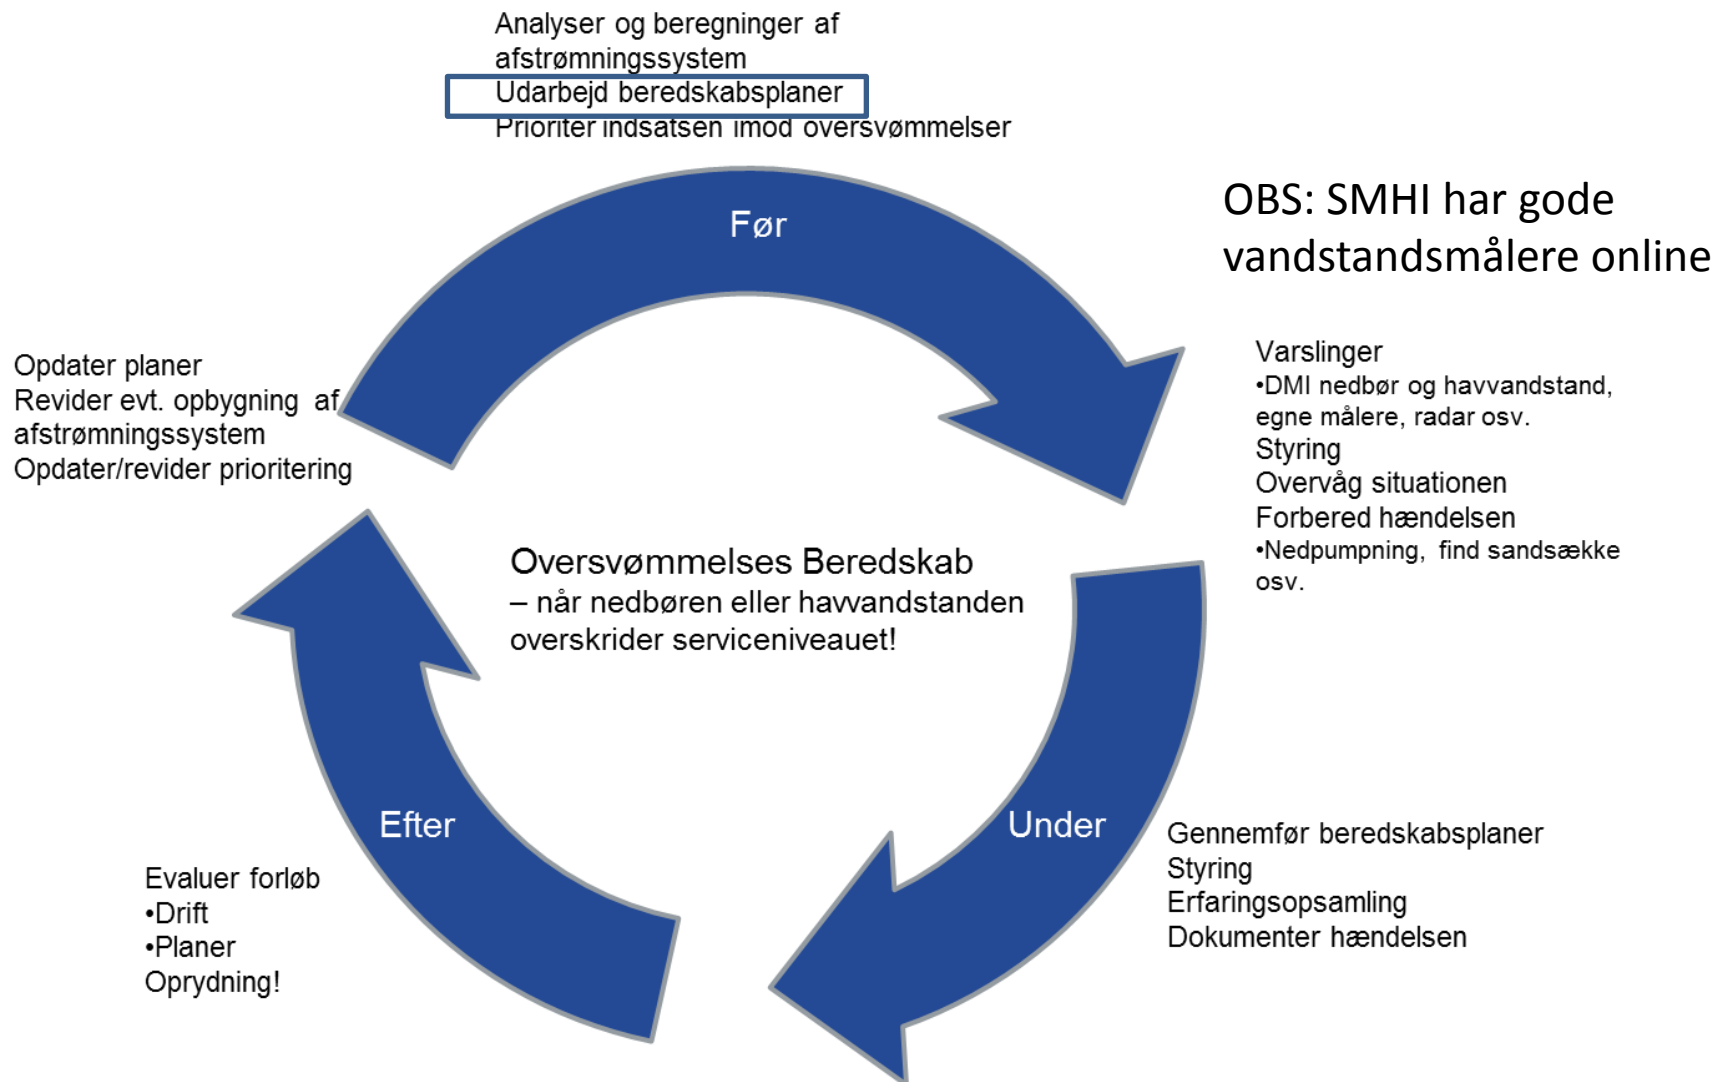 Analyser og beregninger af
afstrømningssystem
Udarbejd beredskabsplaner
Prioriter indsatsen imod oversvømmelser
Før
OBS: SMHI har gode
vandstandsmålere online
Varslinger
•DMI nedbør og havvandstand,
egne målere, radar osv.
Styring
Overvåg situationen
Forbered hændelsen
•Nedpumpning, find sandsække
osv.
Opdater planer
Revider evt. opbygning af
afstrømningssystem
Opdater/revider prioritering
Oversvømmelses Beredskab
– når nedbøren eller havvandstanden
overskrider serviceniveauet!
Under
Gennemfør beredskabsplaner
Styring
Erfaringsopsamling
Dokumenter hændelsen
Efter
Evaluer forløb
•Drift
•Planer
Oprydning!